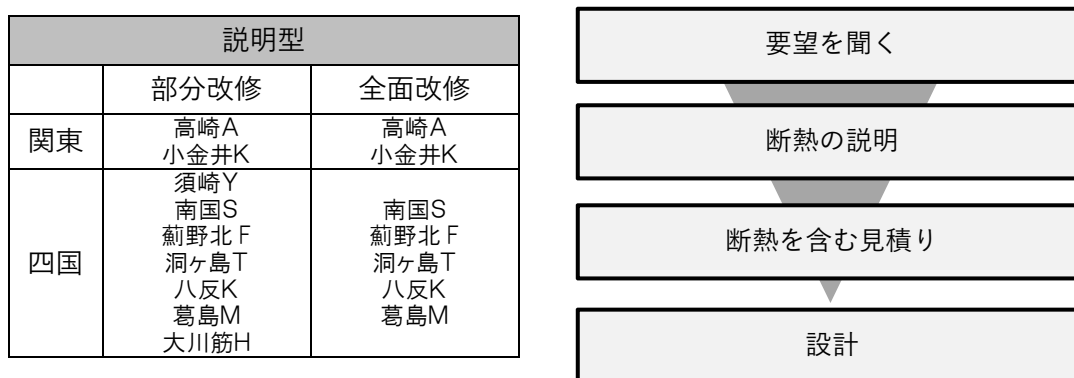 説明型
部分改修 全面改修
関東
高崎A
小金井K
高崎A
小金井K
四国
須崎Y
南国S
薊野北F
洞ヶ島T
八反K
葛島M
大川筋H
南国S
薊野北F
洞ヶ島T
八反K
葛島M
要望を聞く
断熱の説明
断熱を含む見積り
設計